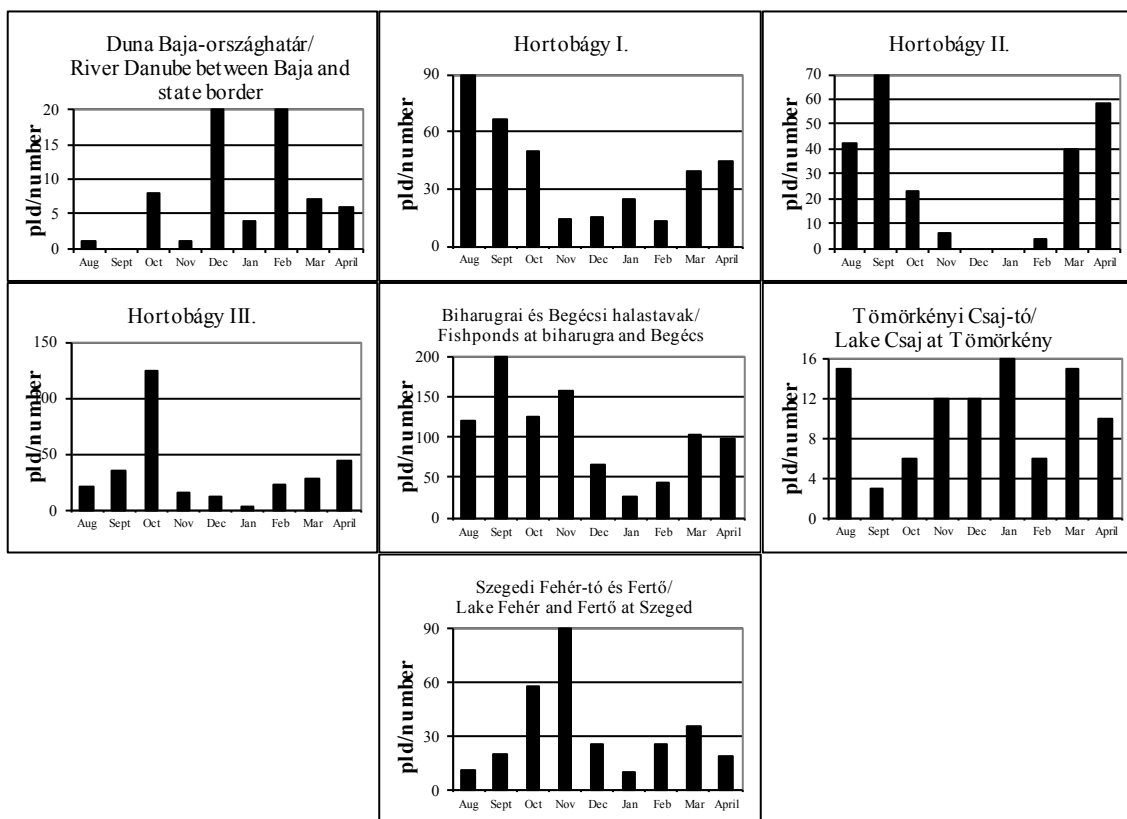 Duna Baja-országhatár/
River Danube between Baja and
state border
pld/number
20
15
10
5
0
Aug Sept Oct Nov Dec Jan Feb Mar April
Hortobágy I.
pld/number
90
60
30
0
Aug Sept Oct Nov Dec Jan Feb Mar April
Hortobágy II.
pld/number
70
60
50
40
30
20
10
0
Aug Sept Oct Nov Dec Jan Feb Mar April
Hortobágy III.
pld/number
150
100
50
0
Aug Sept Oct Nov Dec Jan Feb Mar April
Biharugrai és Begécsi halastavak/
Fishponds at biharugra and Begécs
pld/number
200
150
100
50
0
Aug Sept Oct Nov Dec Jan Feb Mar April
Tömörkényi Csaj-tó/
Lake Csaj at Tömörkény
pld/number
16
12
8
4
0
Aug Sept Oct Nov Dec Jan Feb Mar April
Szegedi Fehér-tó és Fertő/
Lake Fehér and Fertő at Szeged
pld/number
90
60
30
0
Aug Sept Oct Nov Dec Jan Feb Mar April